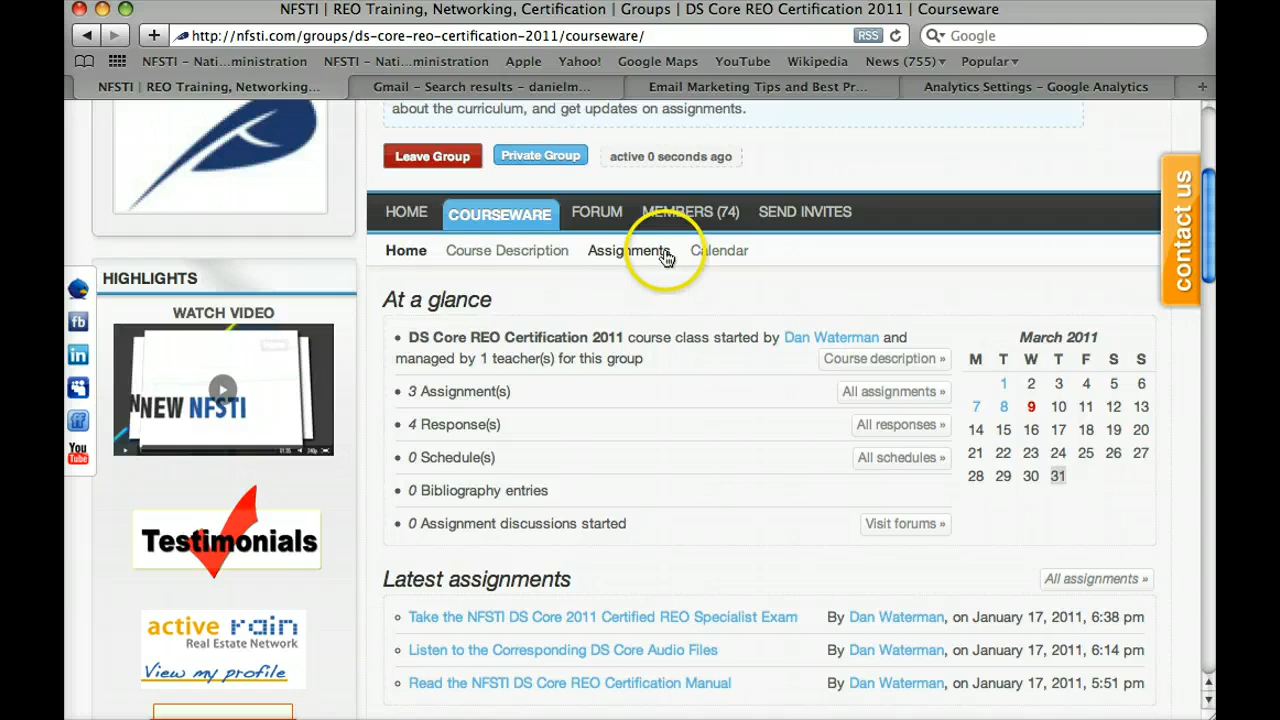 NFSTI | REO Training, Networking, Certification | Groups | DS Core REO Certification 2011 | Courseware
http://nfsti.com/groups/ds-core-reo-certification-2011/courseware/ RSS Google
NFSTI – Nati...ministration NFSTI – Nati...ministration Apple Yahoo! Google Maps YouTube Wikipedia News (755) Popular
NFSTI | REO Training, Networking... Gmail – Search results – danielm... Email Marketing Tips and Best Pr... Analytics Settings – Google Analytics
about the curriculum, and get updates on assignments.
Leave Group Private Group active 0 seconds ago
contact us
HOME COURSEWARE FORUM MEMBERS (74) SEND INVITES
Home Course Description Assignments Calendar
HIGHLIGHTS
WATCH VIDEO
NEW NFSTI
fb
in
ff
You
Tube
Testimonials
active rain
Real Estate Network
View my profile
At a glance
• DS Core REO Certification 2011 course class started by Dan Waterman and
managed by 1 teacher(s) for this group Course description »
• 3 Assignment(s) All assignments »
• 4 Response(s) All responses »
• 0 Schedule(s) All schedules »
• 0 Bibliography entries
• 0 Assignment discussions started Visit forums »
March 2011
M T W T F S S
1 2 3 4 5 6
7 8 9 10 11 12 13
14 15 16 17 18 19 20
21 22 23 24 25 26 27
28 29 30 31
Latest assignments All assignments »
Take the NFSTI DS Core 2011 Certified REO Specialist Exam By Dan Waterman, on January 17, 2011, 6:38 pm
Listen to the Corresponding DS Core Audio Files By Dan Waterman, on January 17, 2011, 6:14 pm
Read the NFSTI DS Core REO Certification Manual By Dan Waterman, on January 17, 2011, 5:51 pm